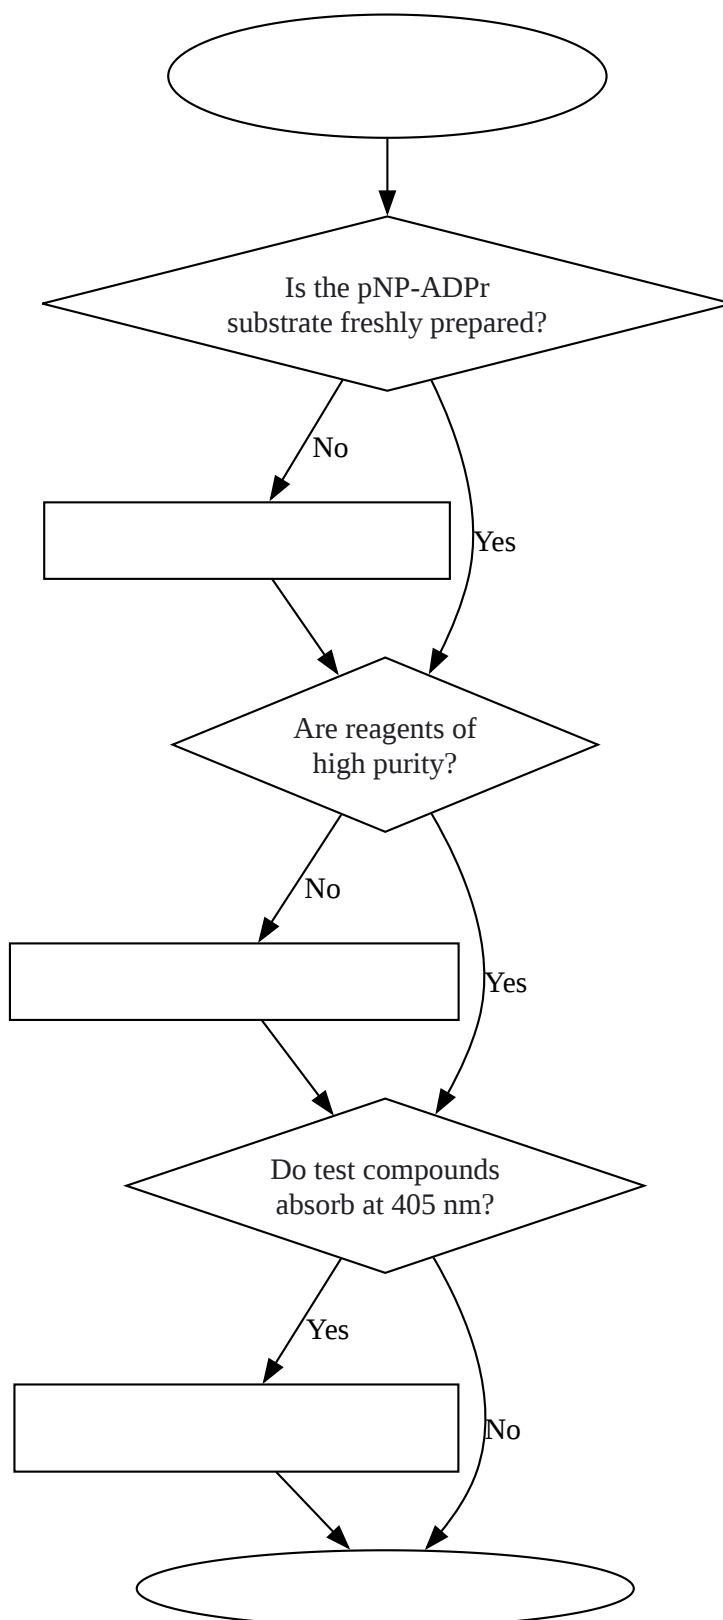 Is the pNP-ADPr
substrate freshly prepared?
No
Yes
Are reagents of
high purity?
No
Yes
Do test compounds
absorb at 405 nm?
Yes
No